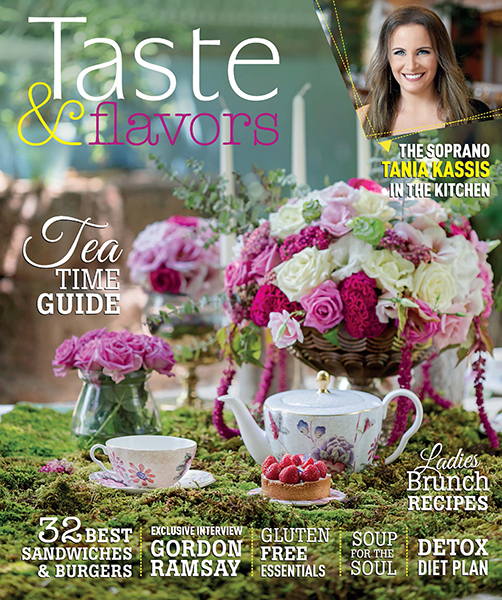 Taste
& flavors
THE SOPRANO
TANIA KASSIS
IN THE KITCHEN
Tea
TIME
GUIDE
Ladies
Brunch
RECIPES
32 BEST
SANDWICHES
& BURGERS
EXCLUSIVE INTERVIEW
GORDON
RAMSAY
GLUTEN
FREE
ESSENTIALS
SOUP
FOR THE
SOUL
DETOX
DIET PLAN